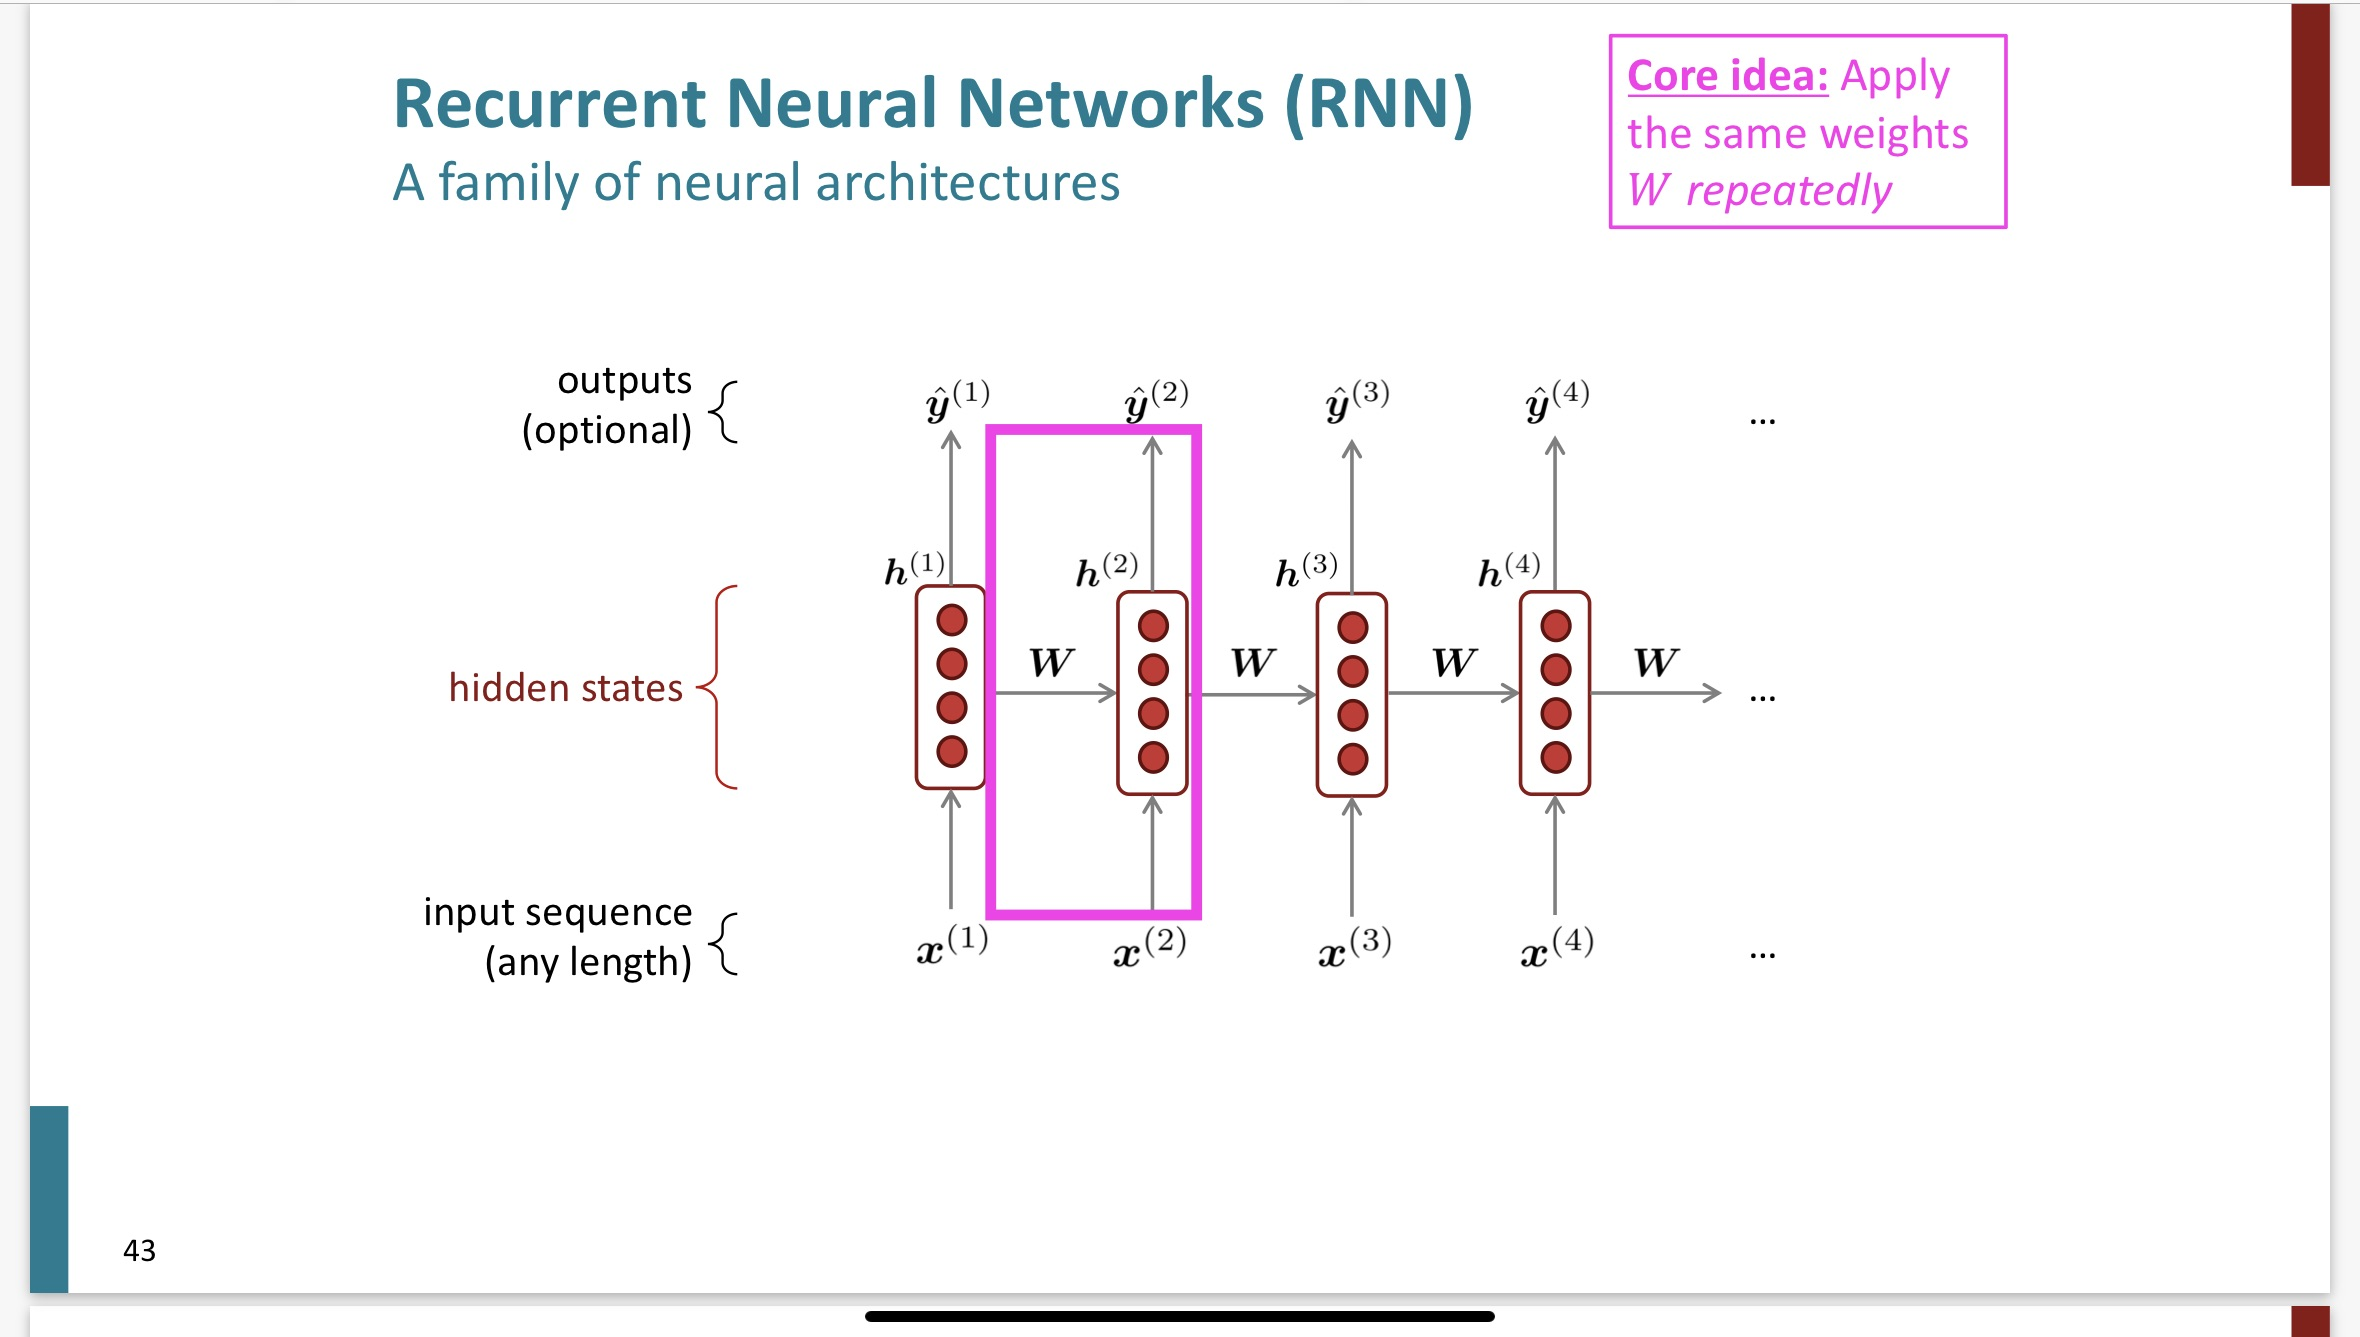 Recurrent Neural Networks (RNN)
A family of neural architectures
Core idea: Apply
the same weights
W repeatedly
outputs
(optional)
ŷ(1) ŷ(2) ŷ(3) ŷ(4) ...
h(1) h(2) h(3) h(4)
hidden states
W W W W ...
input sequence
(any length)
x(1) x(2) x(3) x(4) ...
43